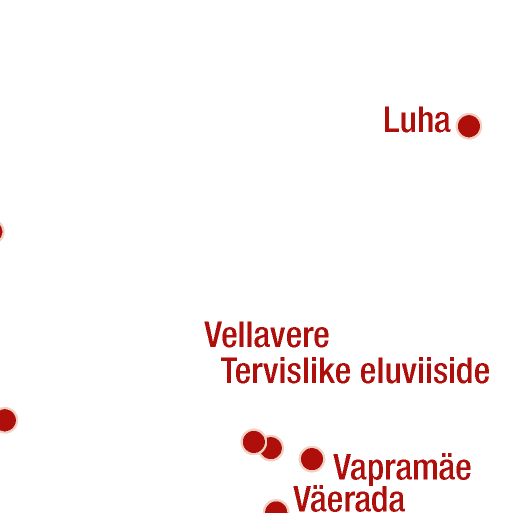 Luha
Vellavere
Tervislike eluviiside
Vapramäe
Väerada